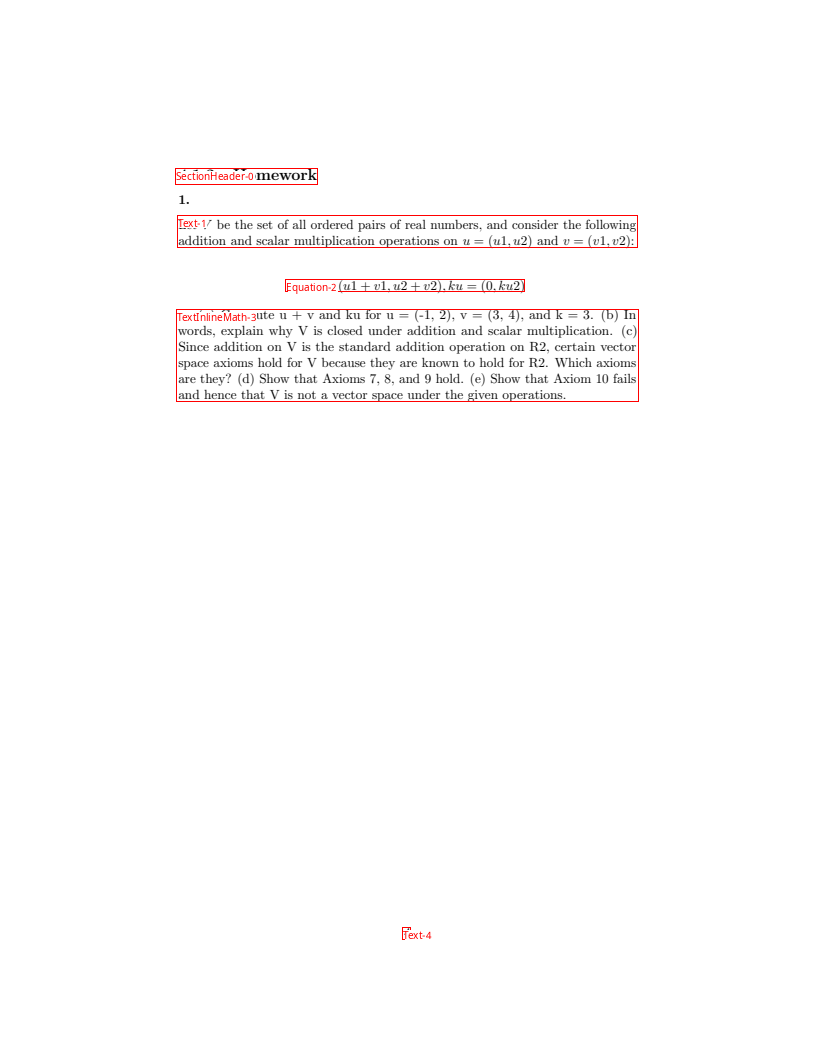 SectionHeader-0 mework
1.
Text-1 be the set of all ordered pairs of real numbers, and consider the following
addition and scalar multiplication operations on u = (u1, u2) and v = (v1, v2):
Equation-2 (u1 + v1, u2 + v2), ku = (0, ku2)
TextInlineMath-3 ute u + v and ku for u = (-1, 2), v = (3, 4), and k = 3. (b) In
words, explain why V is closed under addition and scalar multiplication. (c)
Since addition on V is the standard addition operation on R2, certain vector
space axioms hold for V because they are known to hold for R2. Which axioms
are they? (d) Show that Axioms 7, 8, and 9 hold. (e) Show that Axiom 10 fails
and hence that V is not a vector space under the given operations.
Text-4